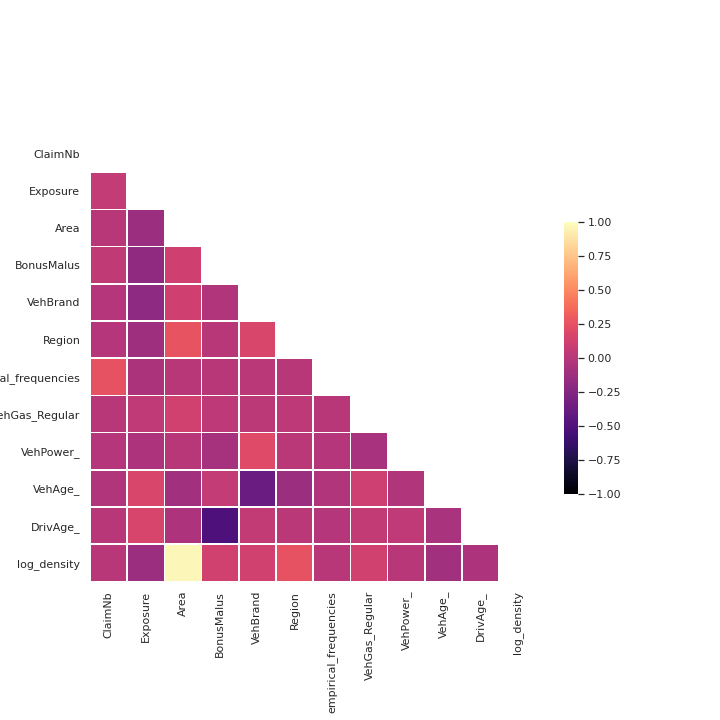 ClaimNb
Exposure
Area
BonusMalus
VehBrand
Region
al_frequencies
ehGas_Regular
VehPower_
VehAge_
DrivAge_
log_density
ClaimNb
Exposure
Area
BonusMalus
VehBrand
Region
empirical_frequencies
VehGas_Regular
VehPower_
VehAge_
DrivAge_
log_density
1.00
0.75
0.50
0.25
0.00
−0.25
−0.50
−0.75
−1.00